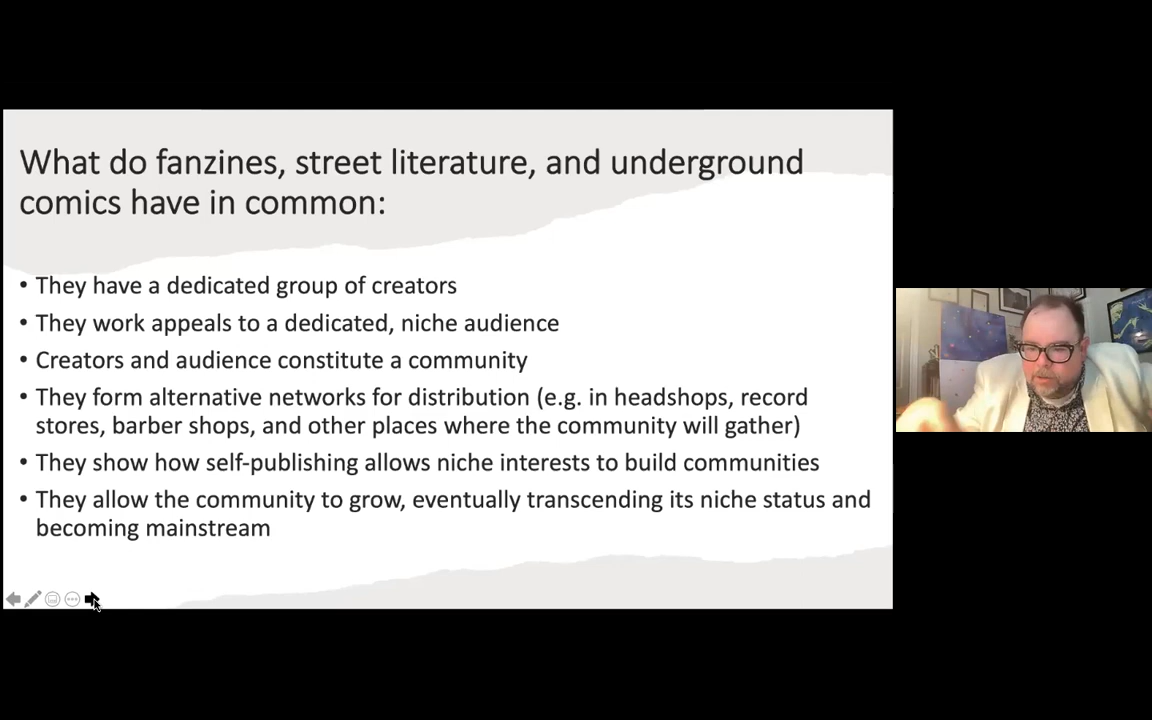 What do fanzines, street literature, and underground
comics have in common:
• They have a dedicated group of creators
• They work appeals to a dedicated, niche audience
• Creators and audience constitute a community
• They form alternative networks for distribution (e.g. in headshops, record
stores, barber shops, and other places where the community will gather)
• They show how self-publishing allows niche interests to build communities
• They allow the community to grow, eventually transcending its niche status and
becoming mainstream